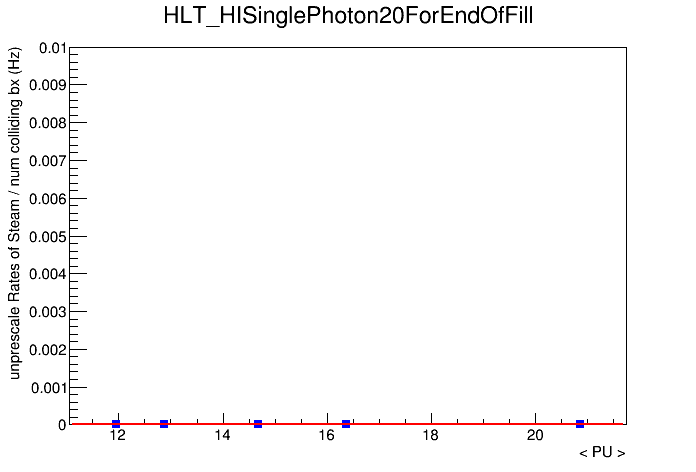 HLT_HISinglePhoton20ForEndOfFill
unprescale Rates of Steam / num colliding bx (Hz)
0.01
0.009
0.008
0.007
0.006
0.005
0.004
0.003
0.002
0.001
0
12 14 16 18 20
< PU >